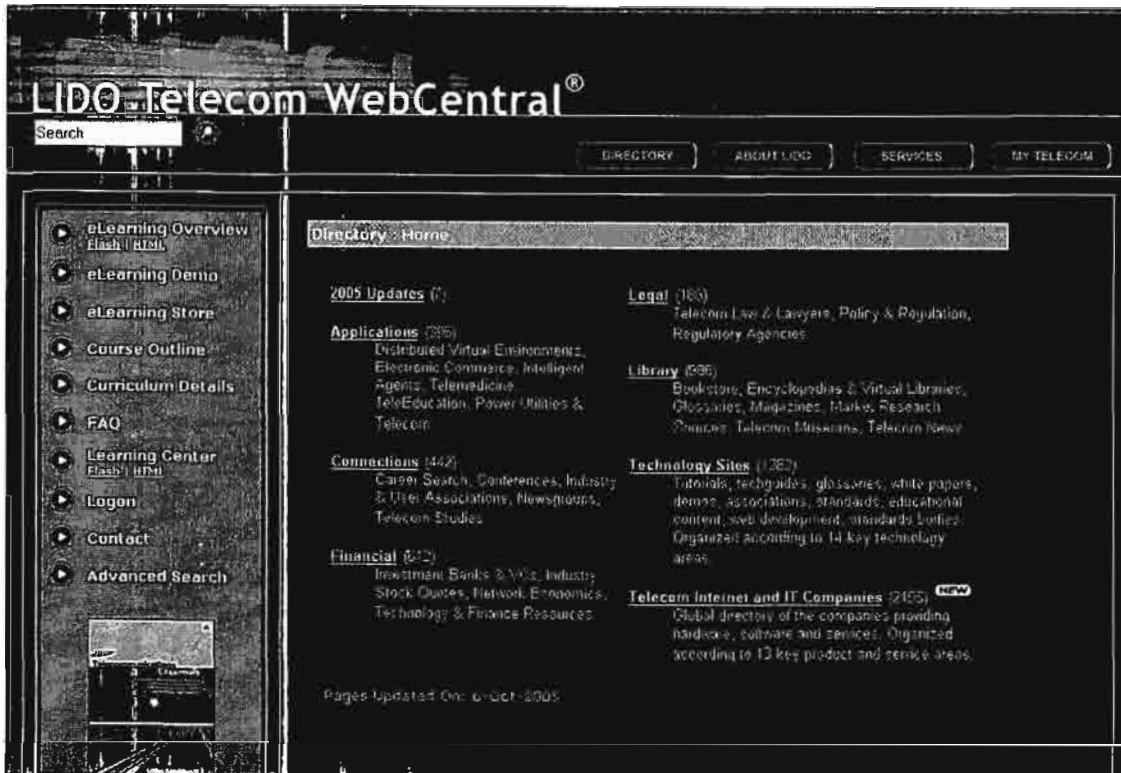 LIDO Telecom WebCentral®
Search
DIRECTORY
ABOUT LIDO
SERVICES
MY TELECOM
eLearning Overview
Flash | HTML
eLearning Demo
eLearning Store
Course Outline
Curriculum Details
FAQ
Learning Center
Flash | HTML
Logon
Contact
Advanced Search
Directory : Home
2005 Updates (7)
Applications
Distributed Virtual Environments,
Electronic Commerce, Intelligent
Agents, Telemedicine
TeleEducation, Power Utilities &
Telecom
Connections (442)
Career Search, Conferences, Industry
& User Associations, Newsgroups,
Telecom Studies
Financial
Investment Banks & VCs, Industry
Stock Quotes, Network Economics,
Technology & Finance Resources
Legal
Telecom Law & Lawyers, Policy & Regulation,
Regulatory Agencies
Library
Bookstore, Encyclopedias & Virtual Libraries,
Glossaries, Magazines, Market Research
Sources, Telecom Museums, Telecom News
Technology Sites
Tutorials, techguides, glossaries, white papers,
demos, associations, standards, educational
content, web development, standards bodies.
Organized according to 14 key technology
areas.
Telecom Internet and IT Companies NEW
Global directory of the companies providing
hardware, software and services. Organized
according to 13 key product and service areas.
Pages Updated On: 6-Oct-2005